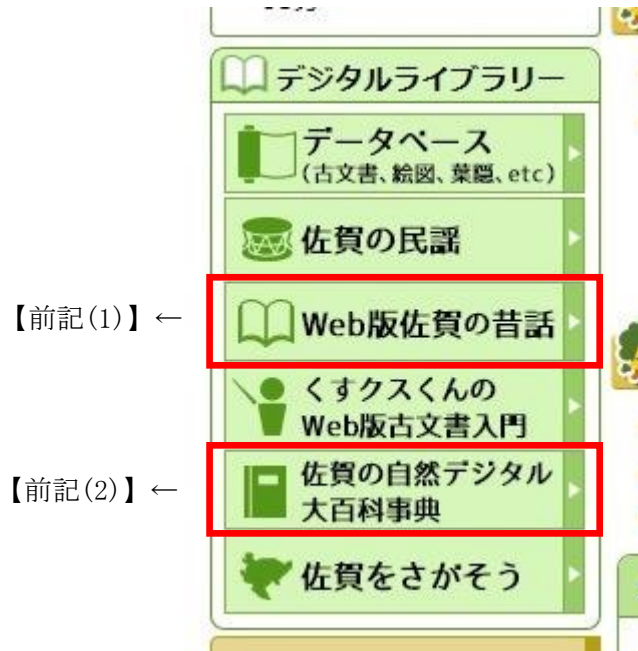 デジタルライブラリー
データベース
(古文書、絵図、葉隠、etc)
佐賀の民謡
【前記(1)】 ←
Web版佐賀の昔話
くすクスくんの
Web版古文書入門
【前記(2)】 ←
佐賀の自然デジタル
大百科事典
佐賀をさがそう